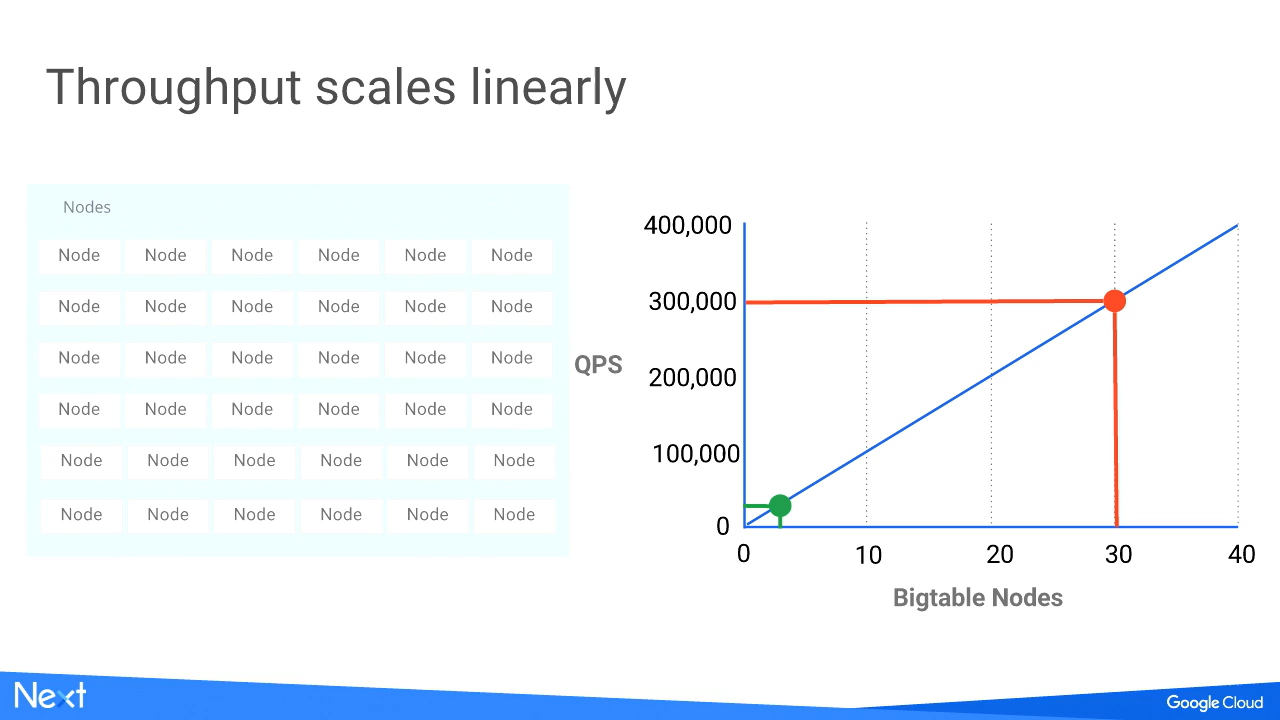 Throughput scales linearly
Nodes
Node Node Node Node Node Node
Node Node Node Node Node Node
Node Node Node Node Node Node
Node Node Node Node Node Node
Node Node Node Node Node Node
Node Node Node Node Node Node
QPS
400,000
300,000
200,000
100,000
0
0 10 20 30 40
Bigtable Nodes
Next
Google Cloud